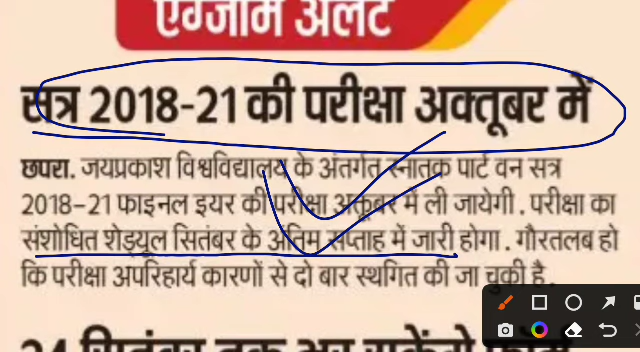 एग्जाम अलर्ट
सत्र 2018-21 की परीक्षा अक्तूबर में
छपरा. जयप्रकाश विश्वविद्यालय के अंतर्गत स्नातक पार्ट वन सत्र
2018-21 फाइनल इयर की परीक्षा अक्तूबर में ली जायेगी. परीक्षा का
संशोधित शेड्यूल सितंबर के अंतिम सप्ताह में जारी होगा. गौरतलब हो
कि परीक्षा अपरिहार्य कारणों से दो बार स्थगित की जा चुकी है.